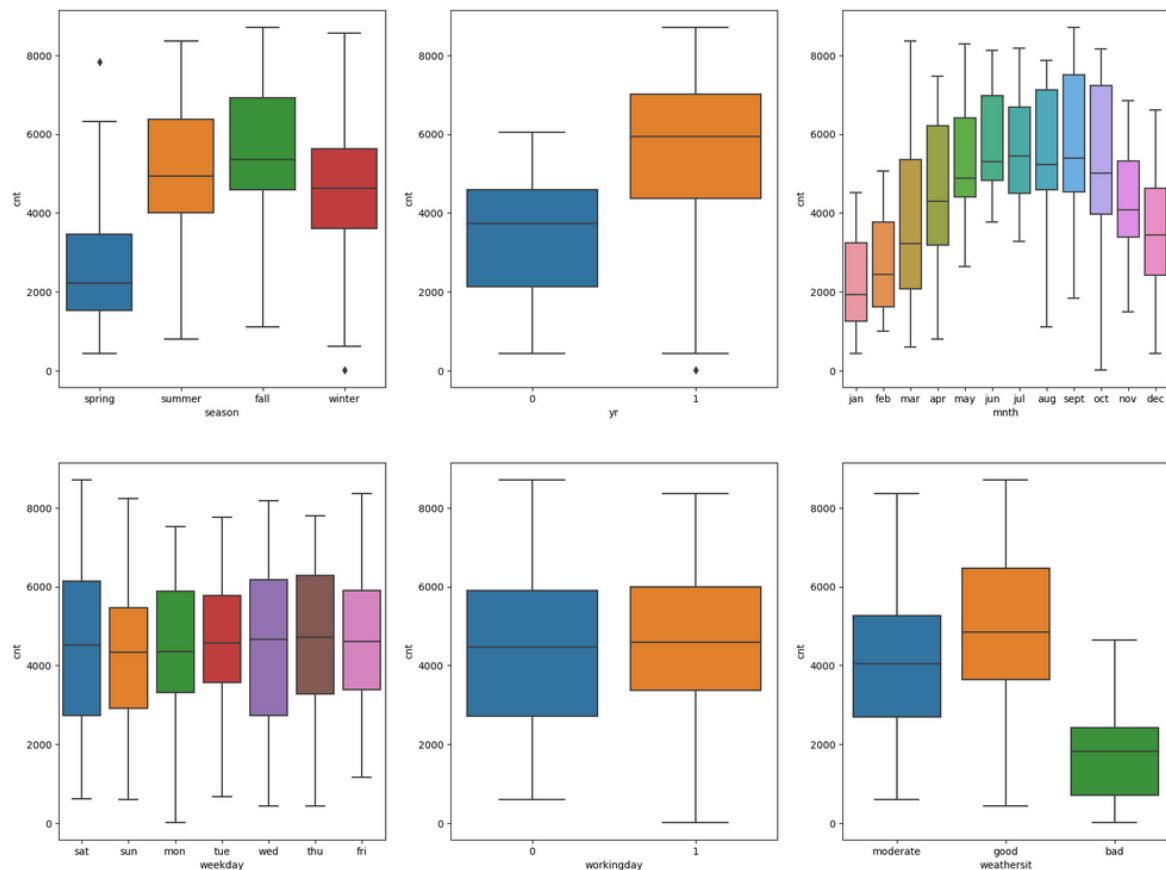 8000
6000
4000
2000
0
cnt
spring summer fall winter
season
8000
6000
4000
2000
0
cnt
0 1
yr
8000
6000
4000
2000
0
cnt
jan feb mar apr may jun jul aug sept oct nov dec
mnth
8000
6000
4000
2000
0
cnt
sat sun mon tue wed thu fri
weekday
8000
6000
4000
2000
0
cnt
0 1
workingday
8000
6000
4000
2000
0
cnt
moderate good bad
weathersit